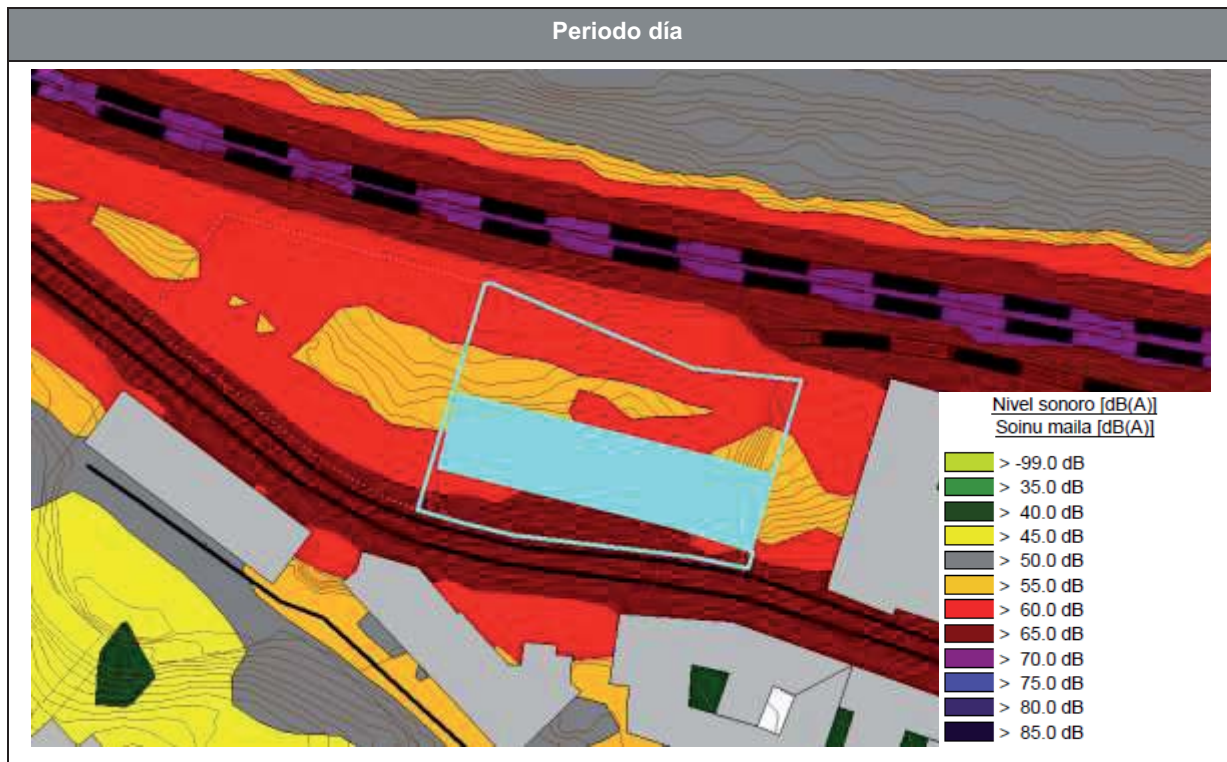 Periodo día
Nivel sonoro [dB(A)]
Soinu maila [dB(A)]
> -99.0 dB
> 35.0 dB
> 40.0 dB
> 45.0 dB
> 50.0 dB
> 55.0 dB
> 60.0 dB
> 65.0 dB
> 70.0 dB
> 75.0 dB
> 80.0 dB
> 85.0 dB